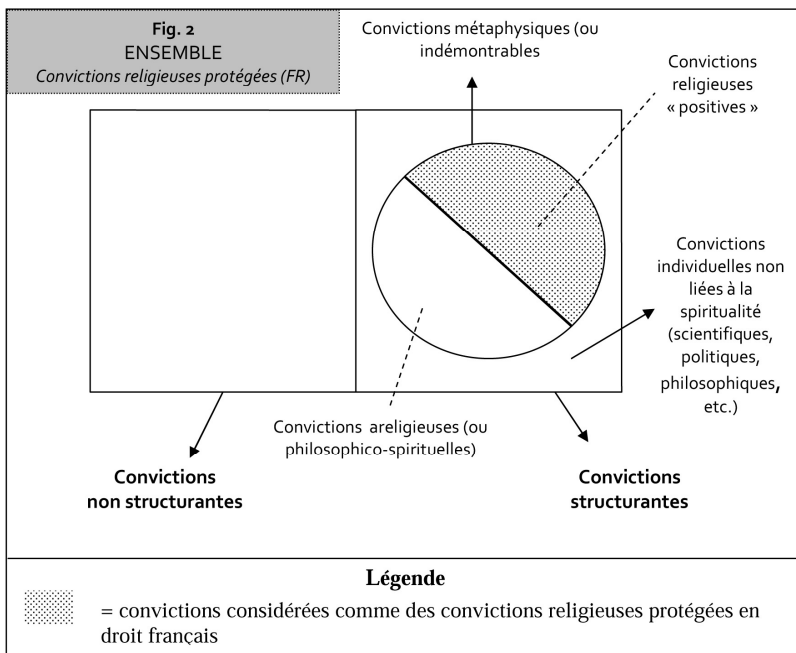 Fig. 2
ENSEMBLE
Convictions religieuses protégées (FR)
Convictions métaphysiques (ou
indémontrables
Convictions
religieuses
« positives »
Convictions
individuelles non
liées à la
spiritualité
(scientifiques,
politiques,
philosophiques,
etc.)
Convictions areligieuses (ou
philosophico-spirituelles)
Convictions
non structurantes
Convictions
structurantes
Légende
= convictions considérées comme des convictions religieuses protégées en
droit français